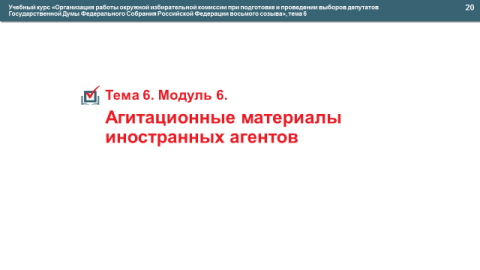 Учебный курс «Организация работы окружной избирательной комиссии при подготовке и проведении выборов депутатов
Государственной Думы Федерального Собрания Российской Федерации восьмого созыва», тема 6
20
Тема 6. Модуль 6.
Агитационные материалы
иностранных агентов